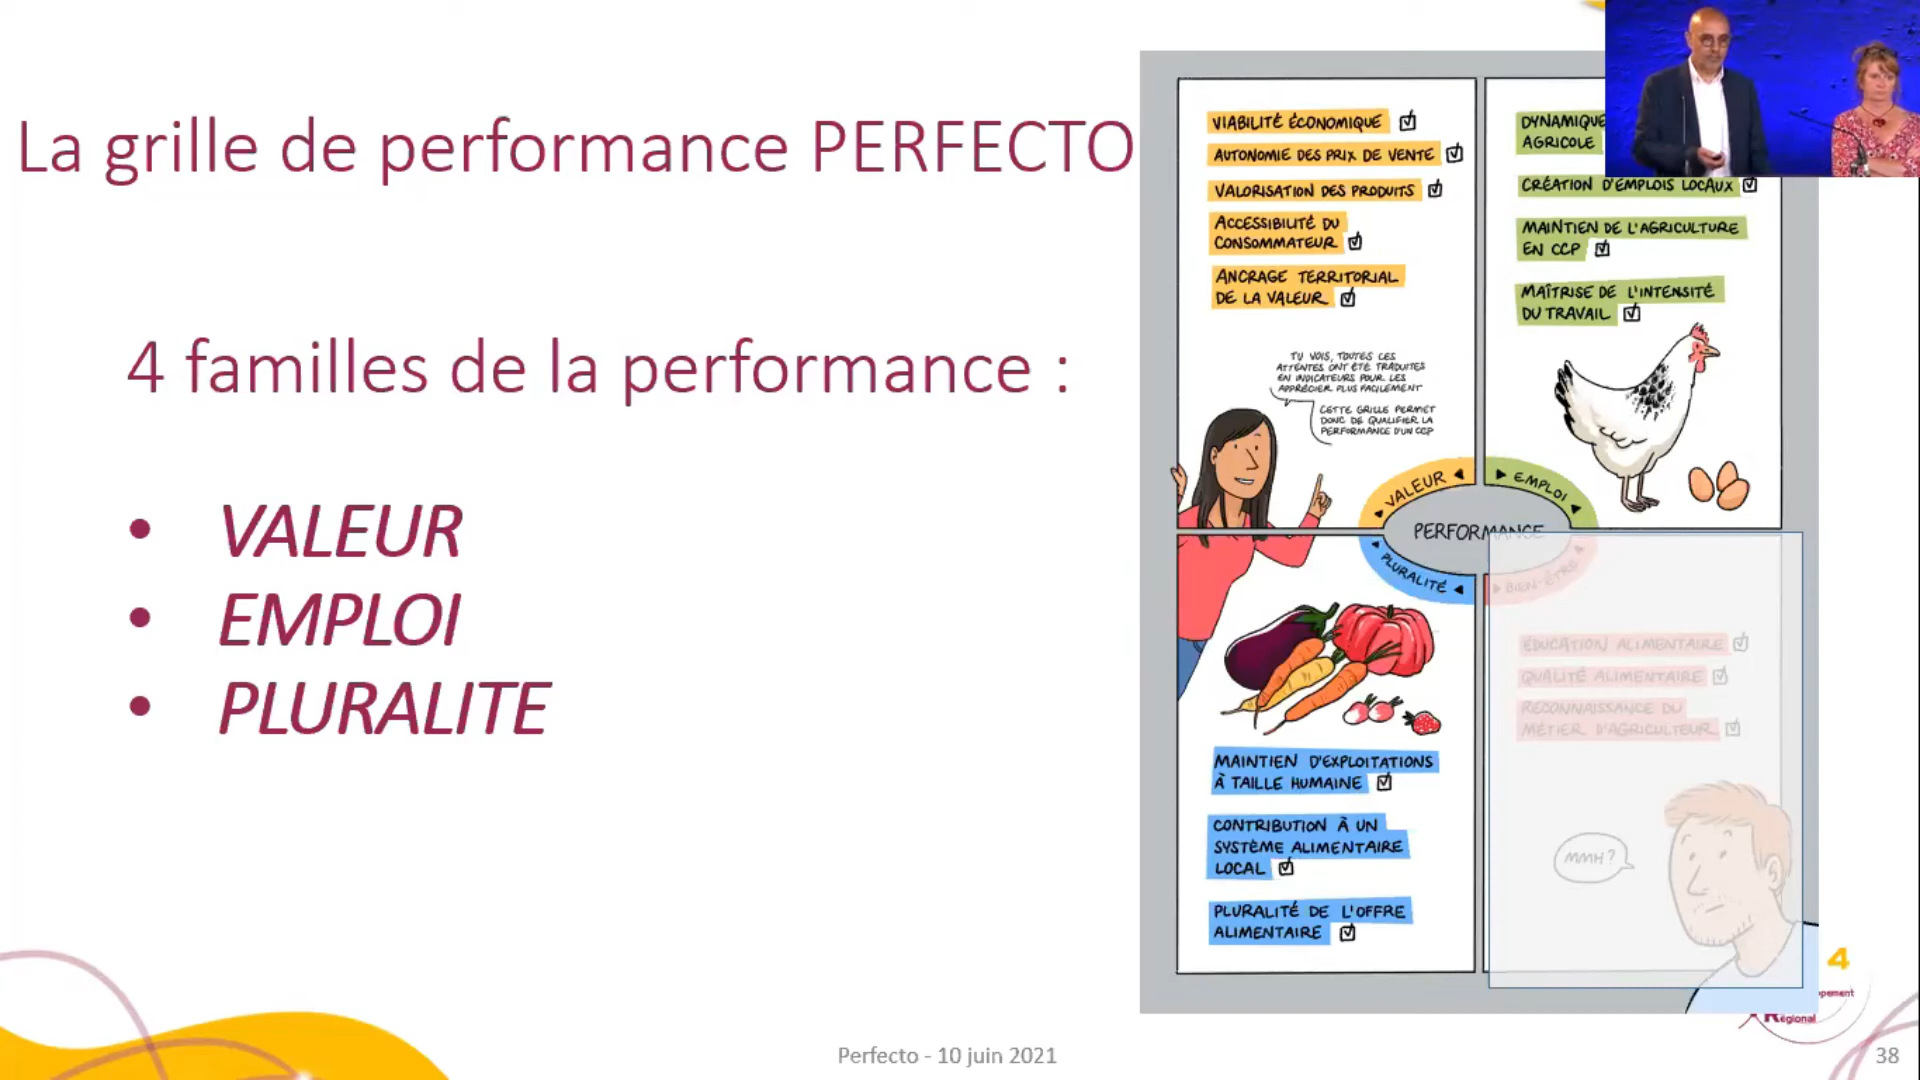 La grille de performance PERFECTO
4 familles de la performance :
• VALEUR
• EMPLOI
• PLURALITE
VIABILITÉ ÉCONOMIQUE
AUTONOMIE DES PRIX DE VENTE
VALORISATION DES PRODUITS
ACCESSIBILITÉ DU
CONSOMMATEUR
ANCRAGE TERRITORIAL
DE LA VALEUR
TU VOIS, TOUTES CES
ATTENTES ONT ÉTÉ TRADUITES
EN INDICATEURS POUR LES
APPRÉCIER PLUS FACILEMENT
CETTE GRILLE PERMET
DONC DE QUALIFIER LA
PERFORMANCE D'UN CCP
DYNAMIQUE
AGRICOLE
CRÉATION D'EMPLOIS LOCAUX
MAINTIEN DE L'AGRICULTURE
EN CCP
MAÎTRISE DE L'INTENSITÉ
DU TRAVAIL
VALEUR
EMPLOI
PERFORMANCE
PLURALITÉ
BIEN-ÊTRE
MAINTIEN D'EXPLOITATIONS
À TAILLE HUMAINE
CONTRIBUTION À UN
SYSTÈME ALIMENTAIRE
LOCAL
PLURALITÉ DE L'OFFRE
ALIMENTAIRE
ÉDUCATION ALIMENTAIRE
QUALITÉ ALIMENTAIRE
RECONNAISSANCE DU
MÉTIER D'AGRICULTEUR
MMH ?
4
ppement
Régional
Perfecto - 10 juin 2021
38